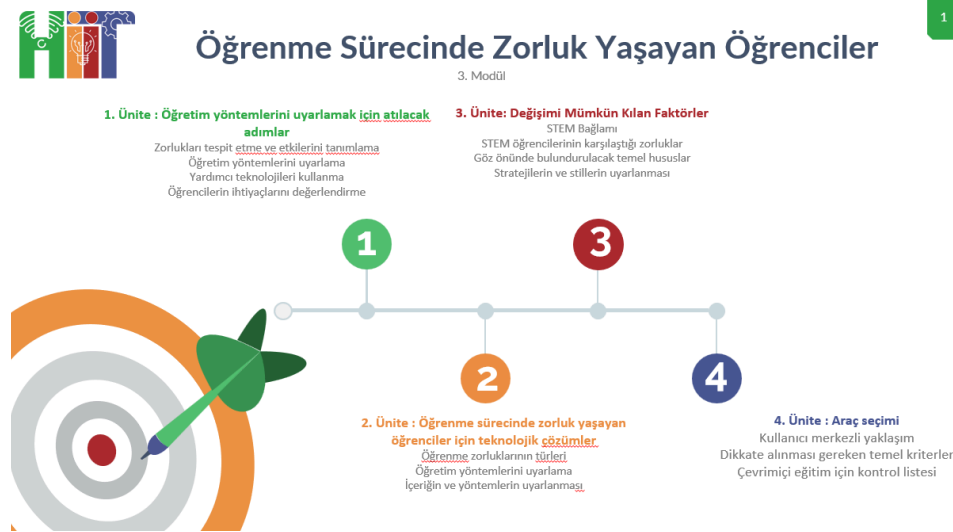 HiT
1
Öğrenme Sürecinde Zorluk Yaşayan Öğrenciler
3. Modül
1. Ünite : Öğretim yöntemlerini uyarlamak için atılacak
adımlar
Zorlukları tespit etme ve etkilerini tanımlama
Öğretim yöntemlerini uyarlama
Yardımcı teknolojileri kullanma
Öğrencilerin ihtiyaçlarını değerlendirme
3. Ünite: Değişimi Mümkün Kılan Faktörler
STEM Bağlamı
STEM öğrencilerinin karşılaştığı zorluklar
Göz önünde bulundurulacak temel hususlar
Stratejilerin ve stillerin uyarlanması
1
3
2
4
2. Ünite : Öğrenme sürecinde zorluk yaşayan
öğrenciler için teknolojik çözümler
Öğrenme zorluklarının türleri
Öğretim yöntemlerini uyarlama
İçeriğin ve yöntemlerin uyarlanması
4. Ünite : Araç seçimi
Kullanıcı merkezli yaklaşım
Dikkate alınması gereken temel kriterler
Çevrimiçi eğitim için kontrol listesi